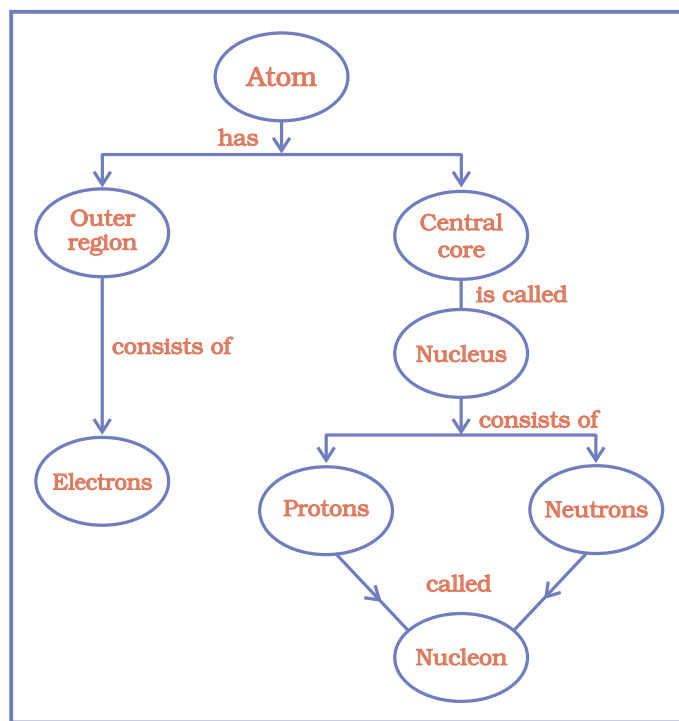 Atom
has
Outer
region
Central
core
is called
consists of
Nucleus
consists of
Electrons
Protons
Neutrons
called
Nucleon